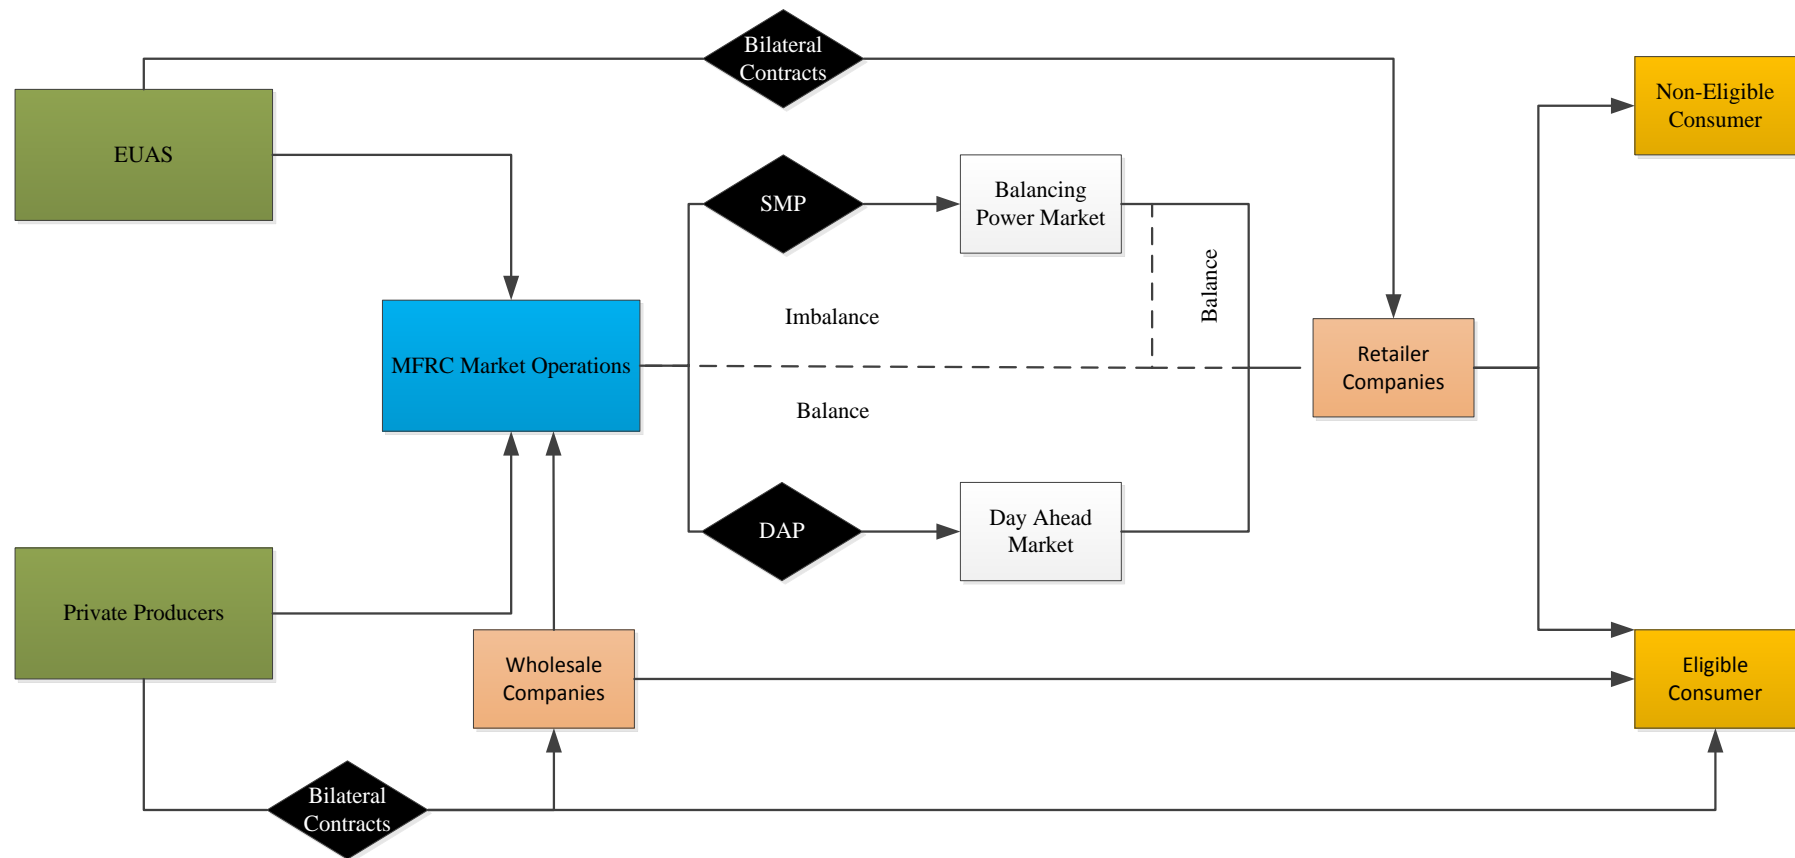 Bilateral
Contracts
Non-Eligible
Consumer
EUAS
SMP
Balancing
Power Market
Balance
Imbalance
MFRC Market Operations
Retailer
Companies
Balance
DAP
Day Ahead
Market
Private Producers
Wholesale
Companies
Eligible
Consumer
Bilateral
Contracts